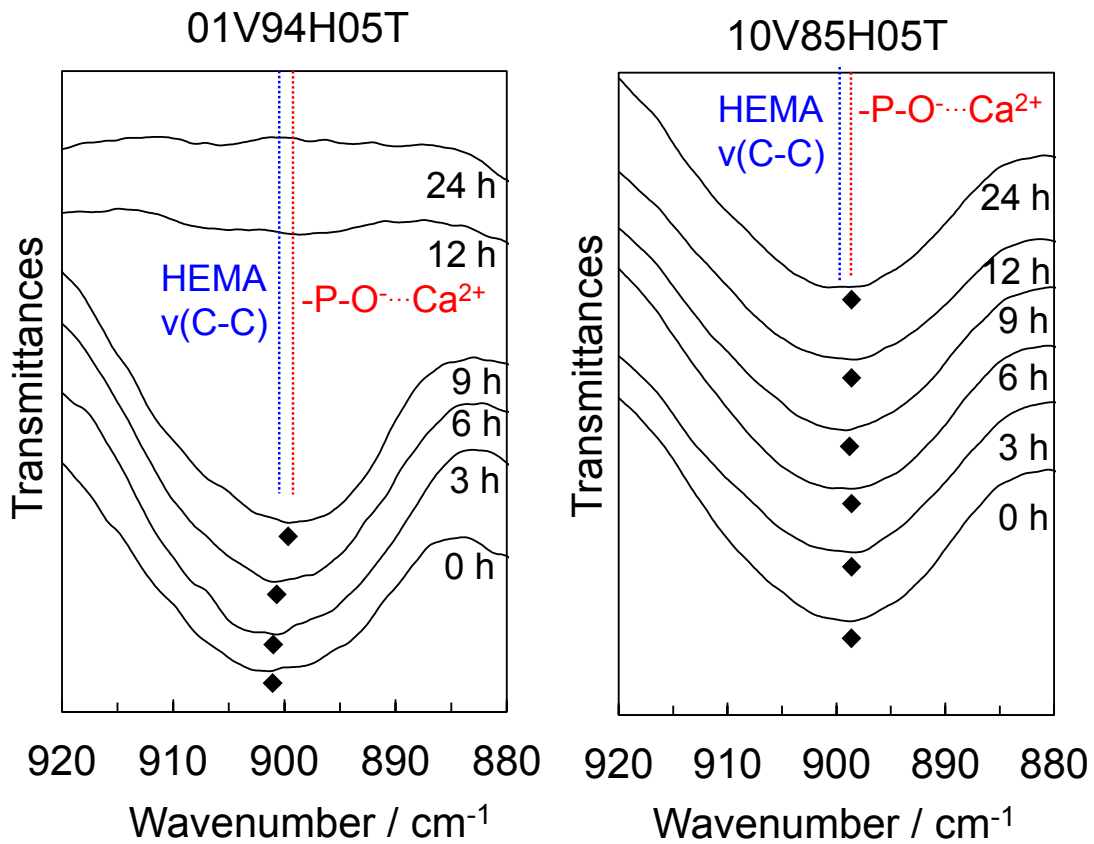 01V94H05T
Transmittances
HEMA
ν(C-C)
-P-O⁻···Ca²⁺
24 h
12 h
9 h
6 h
3 h
0 h
920 910 900 890 880
Wavenumber / cm⁻¹
10V85H05T
Transmittances
HEMA
ν(C-C)
-P-O⁻···Ca²⁺
24 h
12 h
9 h
6 h
3 h
0 h
920 910 900 890 880
Wavenumber / cm⁻¹